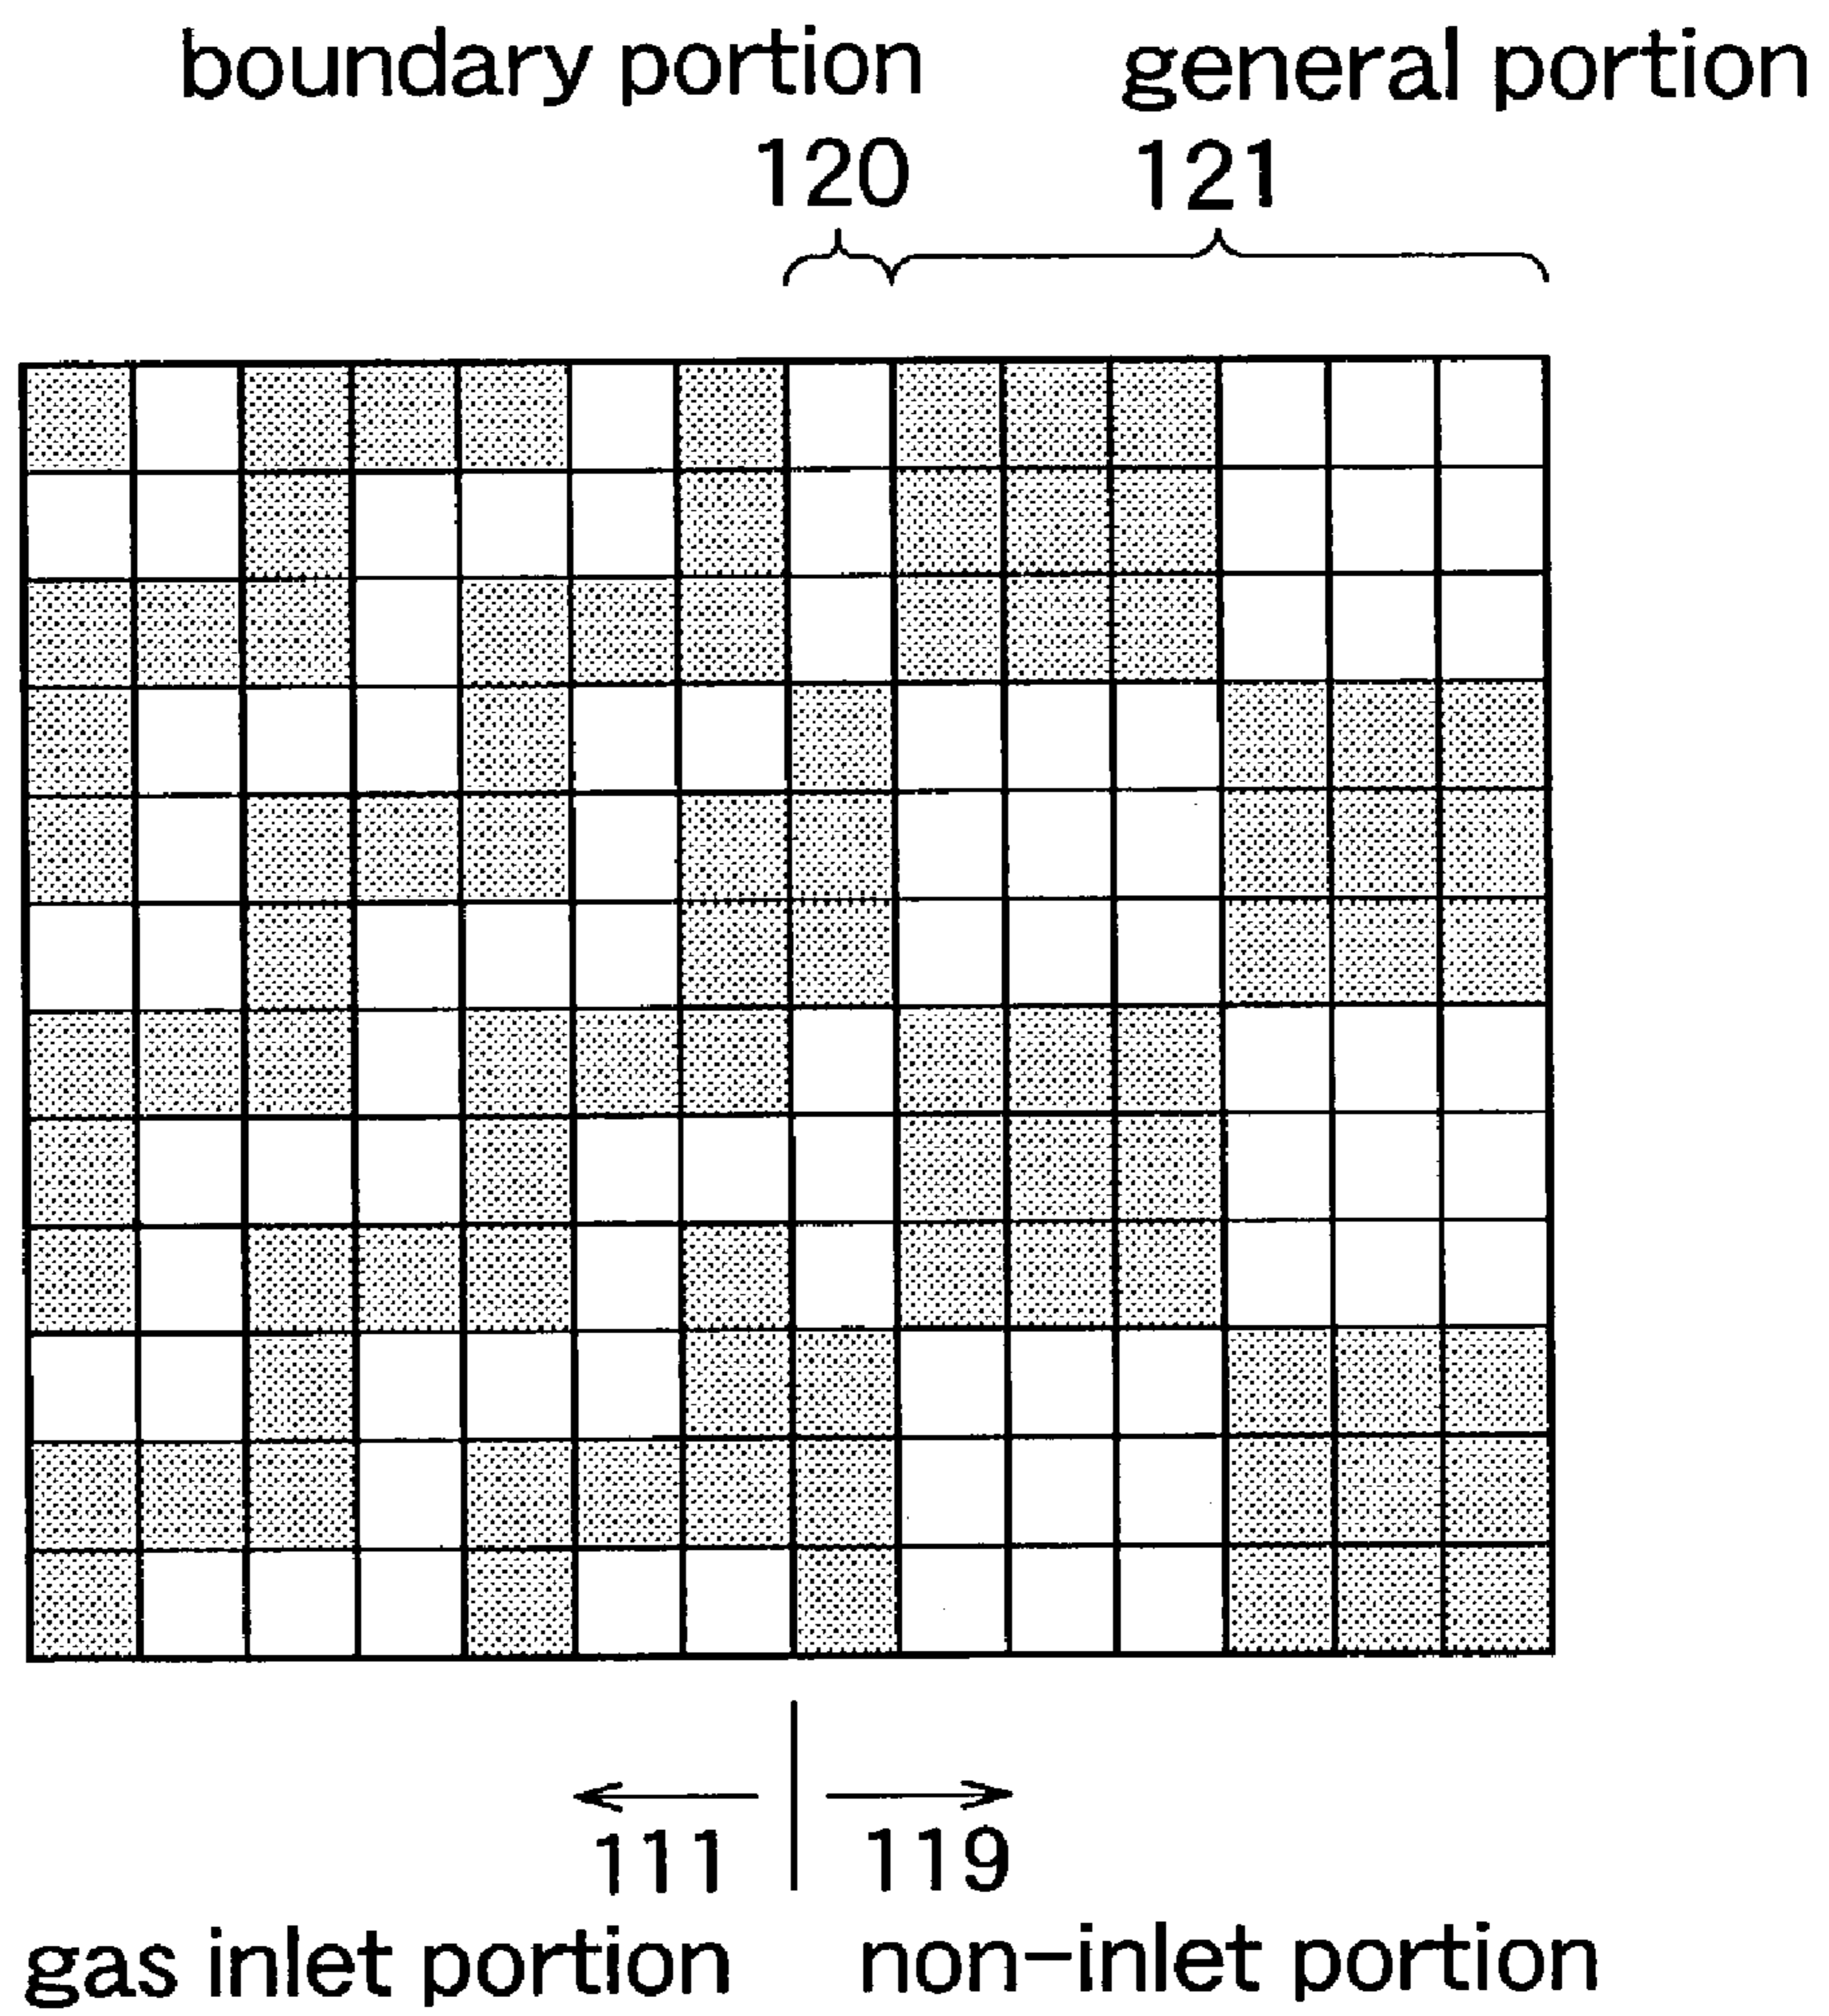 boundary portion general portion
120 121
111 119
gas inlet portion non-inlet portion